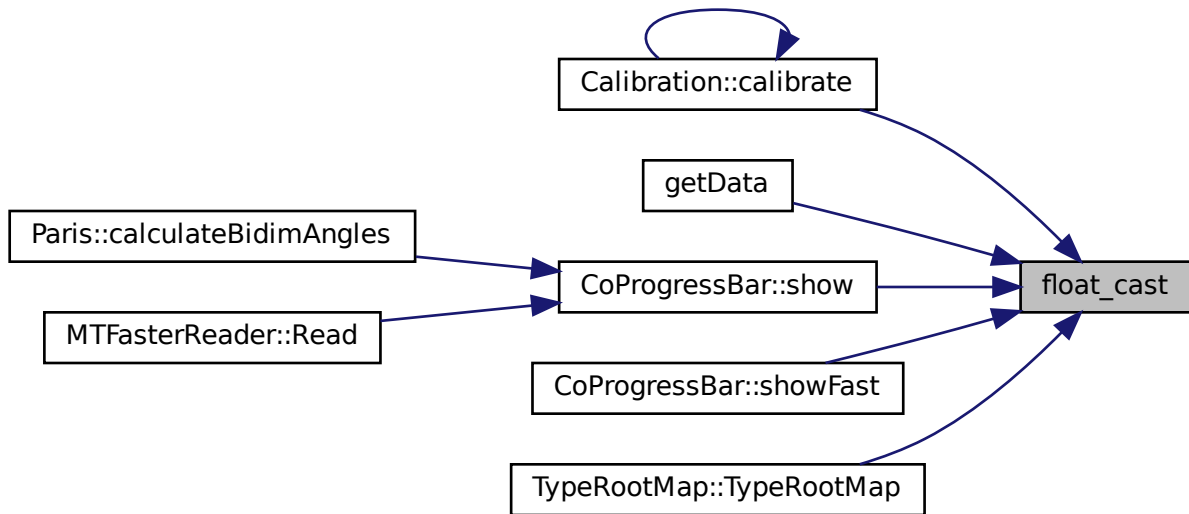 Calibration::calibrate
getData
Paris::calculateBidimAngles
CoProgressBar::show
float_cast
MTFasterReader::Read
CoProgressBar::showFast
TypeRootMap::TypeRootMap